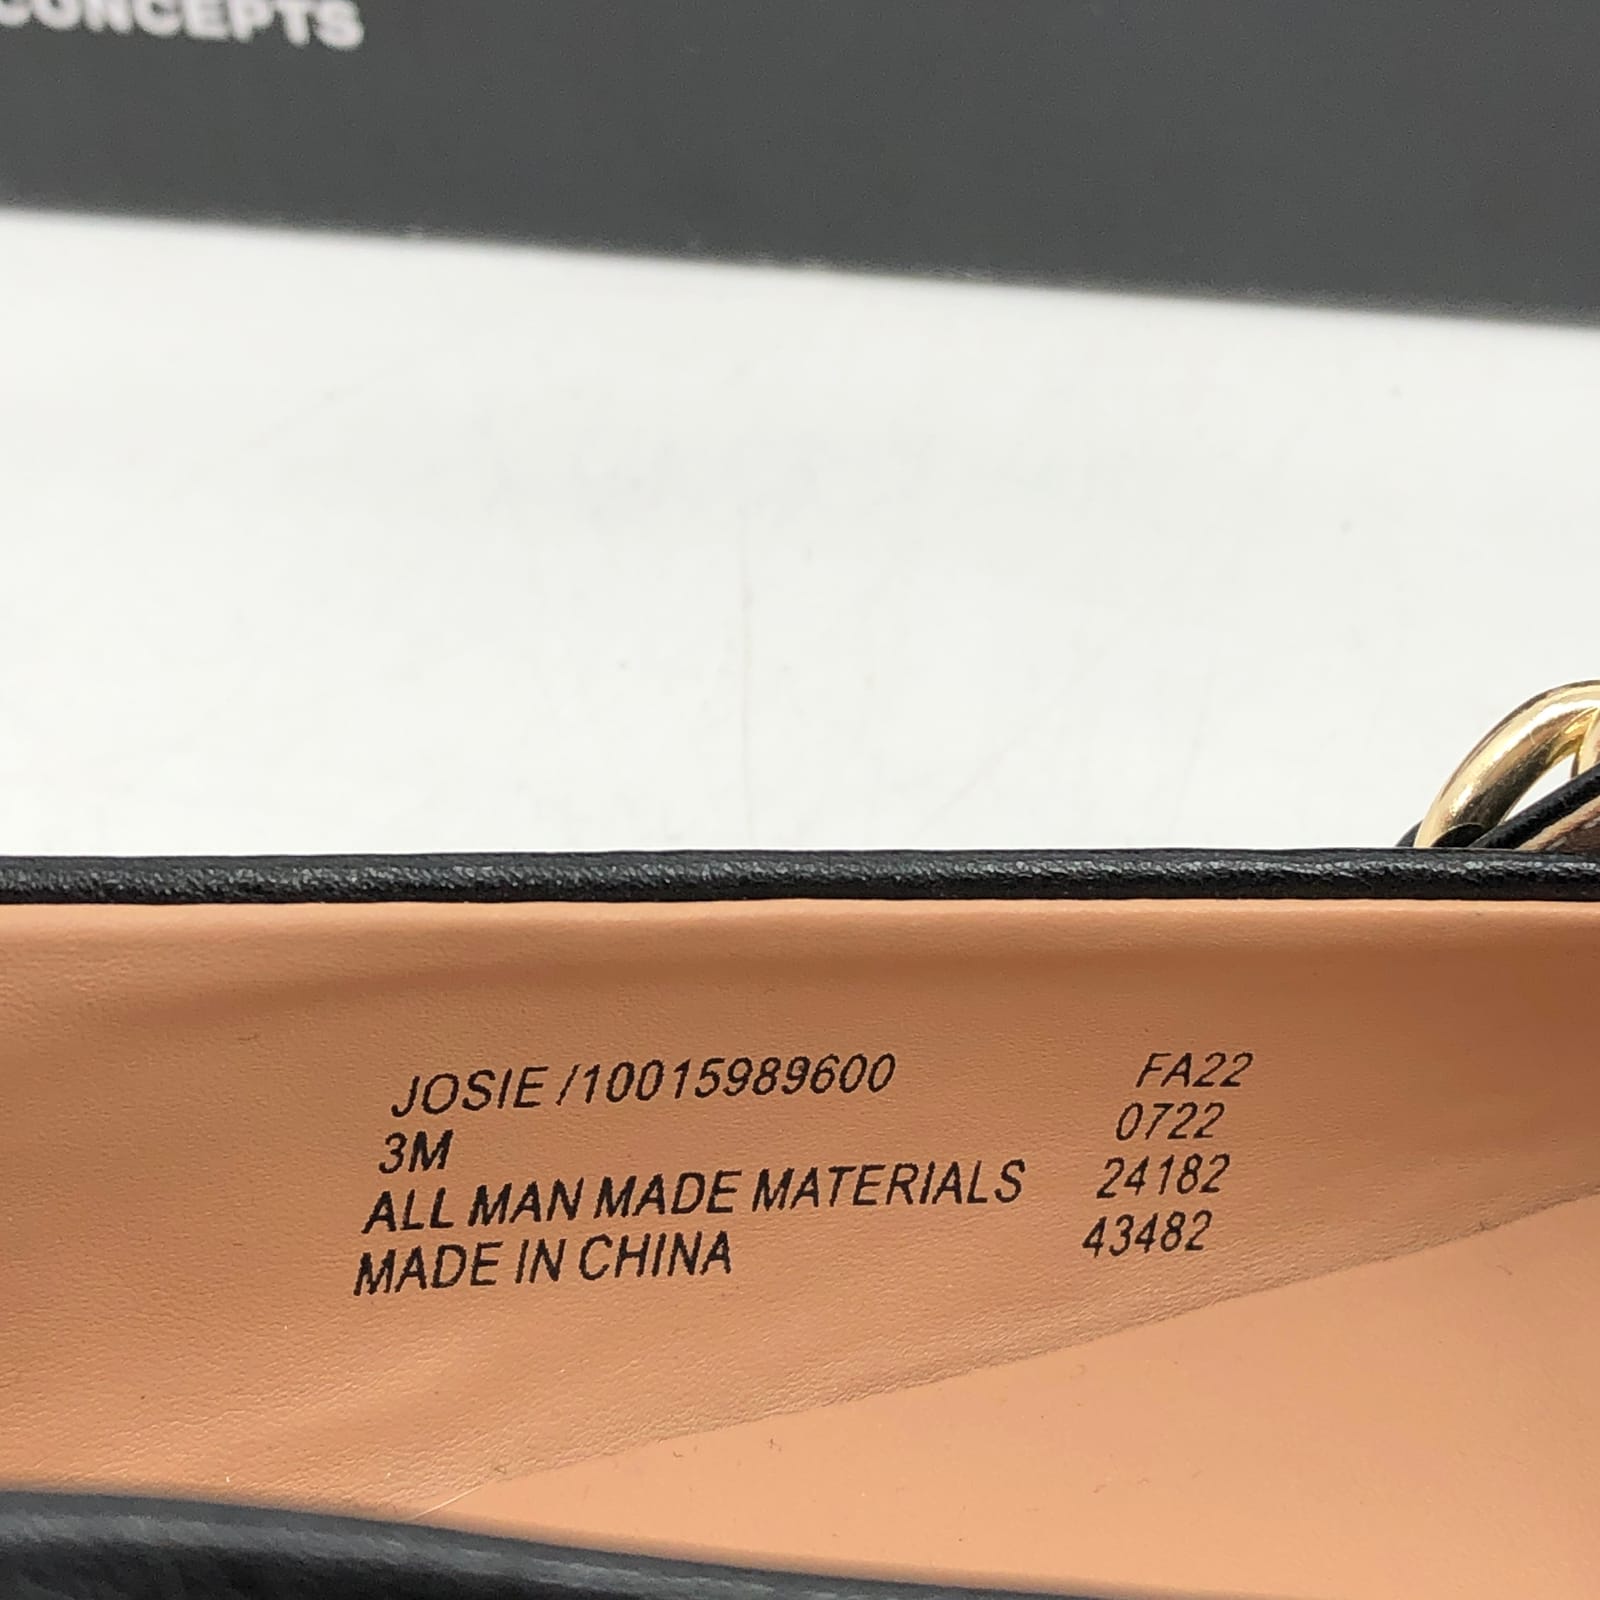 CONCEPTS
JOSIE /10015989600
3M
ALL MAN MADE MATERIALS
MADE IN CHINA
FA22
0722
24182
43482